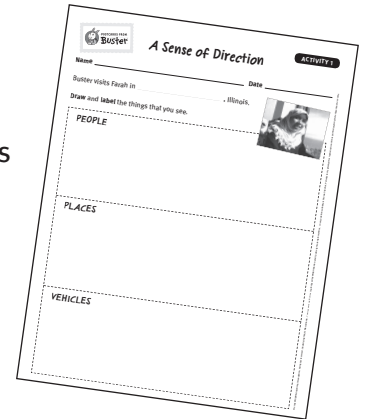 POSTCARDS FROM
Buster
A Sense of Direction
ACTIVITY 1
Name
Date
Buster visits Farah in , Illinois.
Draw and label the things that you see.
PEOPLE
S
PLACES
VEHICLES